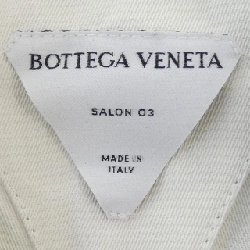 BOTTEGA VENETA
SALON 03
MADE IN
ITALY